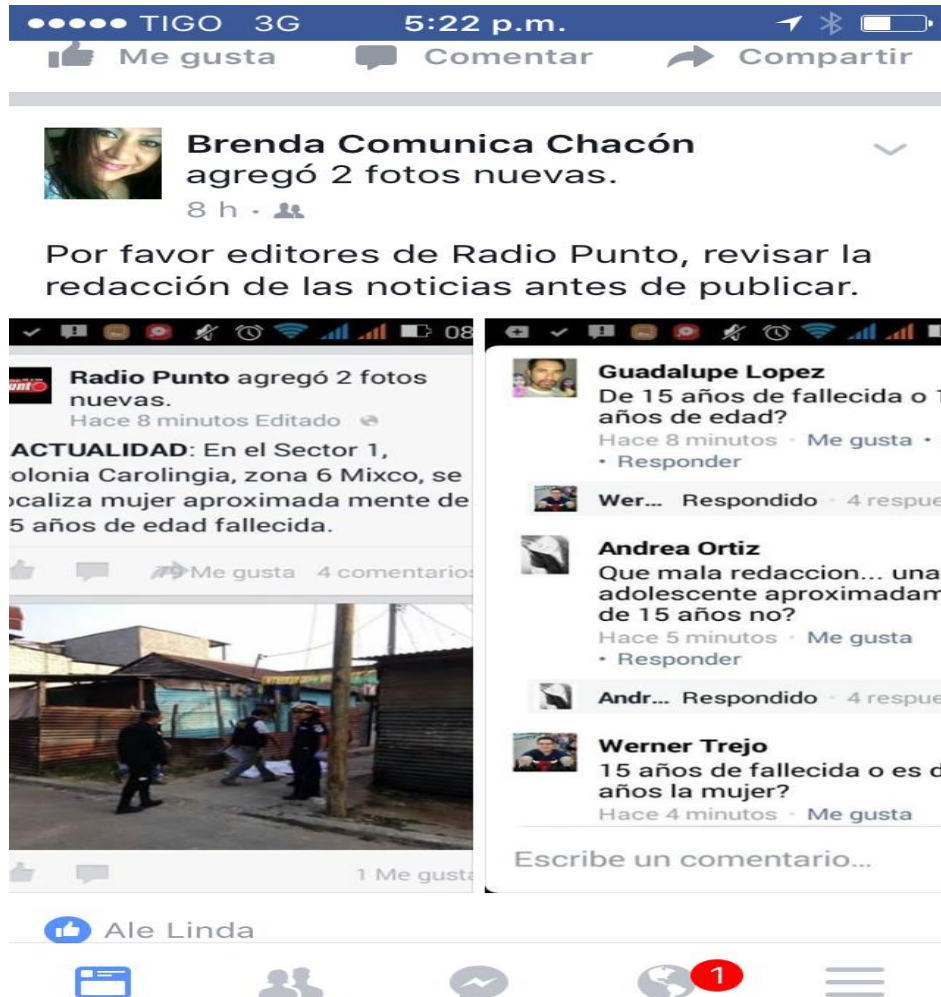 TIGO 3G 5:22 p.m.
Me gusta Comentar Compartir
Brenda Comunica Chacón
agregó 2 fotos nuevas.
8 h
Por favor editores de Radio Punto, revisar la
redacción de las noticias antes de publicar.
08
Radio Punto agregó 2 fotos
nuevas.
Hace 8 minutos Editado
ACTUALIDAD: En el Sector 1,
olonia Carolingia, zona 6 Mixco, se
ocaliza mujer aproximada mente de
5 años de edad fallecida.
79 Me gusta 4 comentarios
1 Me gusta
Guadalupe Lopez
De 15 años de fallecida o 1
años de edad?
Hace 8 minutos · Me gusta •
• Responder
Wer... Respondido · 4 respue
Andrea Ortiz
Que mala redaccion... una
adolescente aproximadam
de 15 años no?
Hace 5 minutos · Me gusta
• Responder
Andr... Respondido · 4 respue
Werner Trejo
15 años de fallecida o es d
años la mujer?
Hace 4 minutos · Me gusta
Escribe un comentario...
Ale Linda
1